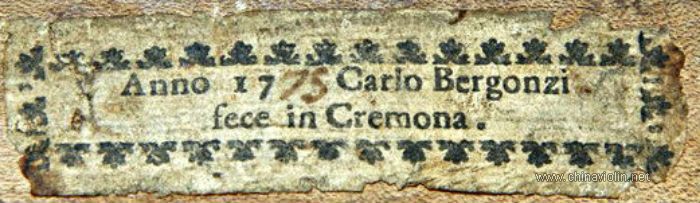 Anno 1775 Carlo Bergonzi
fece in Cremona.
www.chinaviolin.net